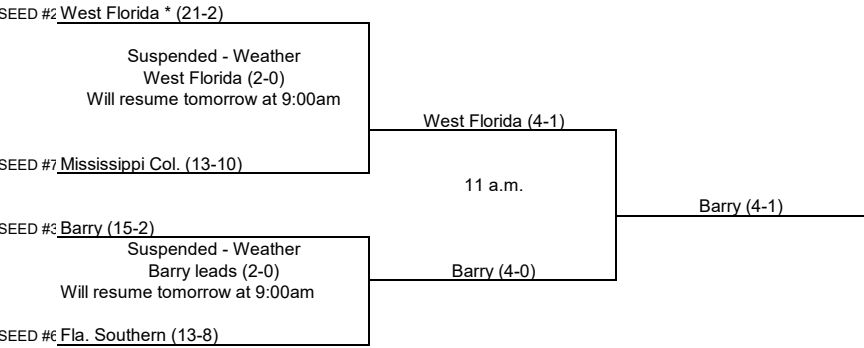 SEED #2 West Florida * (21-2)
Suspended - Weather
West Florida (2-0)
Will resume tomorrow at 9:00am
West Florida (4-1)
SEED #7 Mississippi Col. (13-10)
11 a.m.
Barry (4-1)
SEED #3 Barry (15-2)
Suspended - Weather
Barry leads (2-0)
Barry (4-0)
Will resume tomorrow at 9:00am
SEED #6 Fla. Southern (13-8)